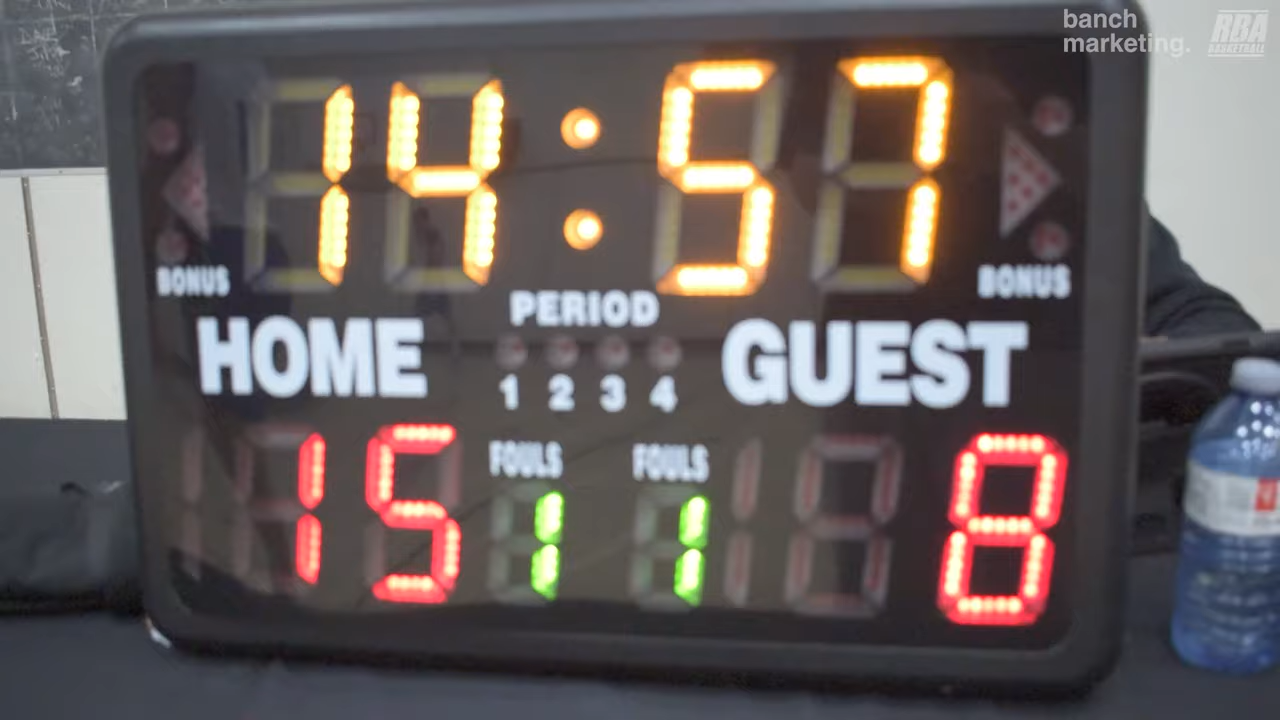 banch
marketing.
RBA
BASKETBALL
14:57
BONUS
BONUS
PERIOD
HOME
GUEST
1 2 3 4
FOULS
FOULS
15
1
1
8